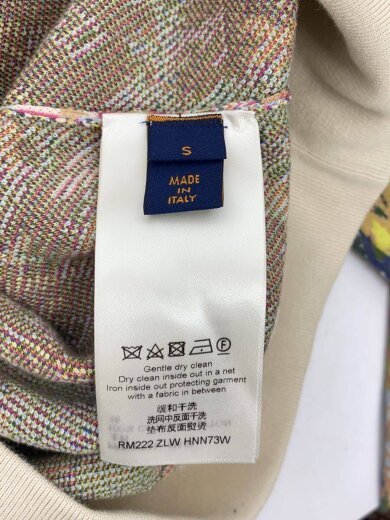 S
MADE
IN
ITALY
Gentle dry clean
Dry clean inside out in a net
Iron inside out protecting garment
with a fabric in between
缓和干洗
洗网中反面干洗
垫布反面熨烫
RM222 ZLW HNN73W